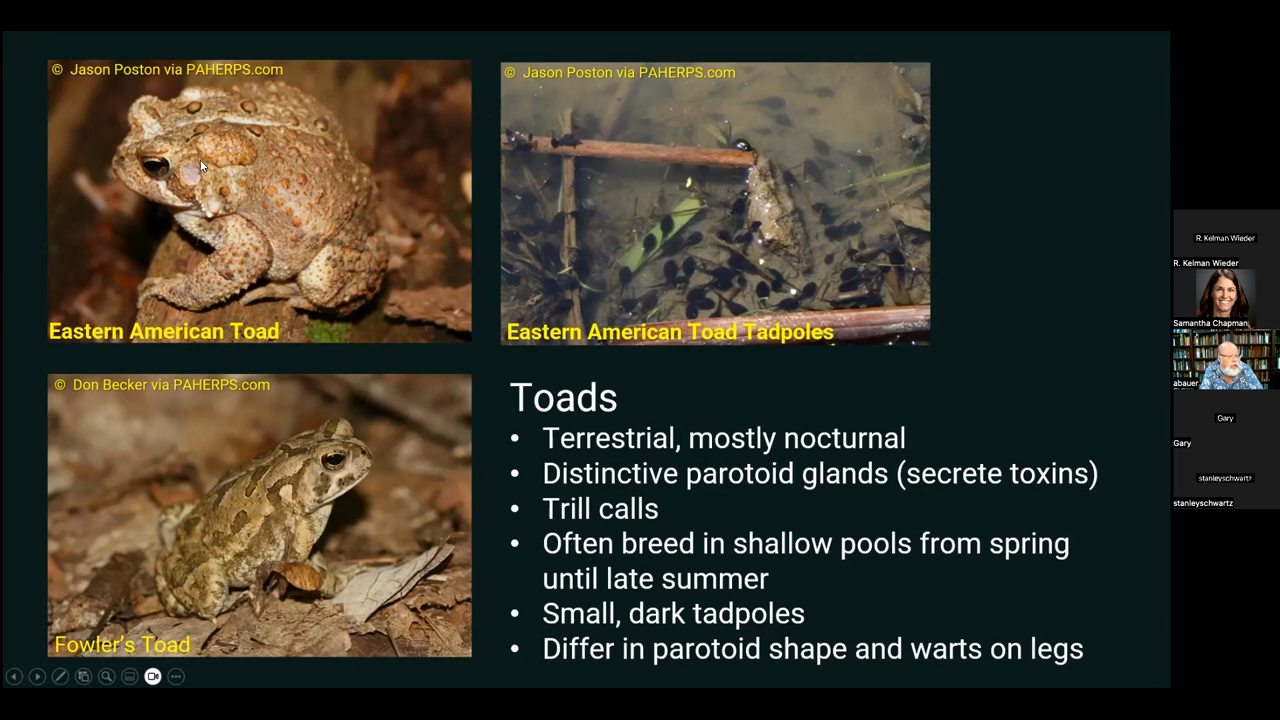 © Jason Poston via PAHERPS.com
Eastern American Toad
© Jason Poston via PAHERPS.com
Eastern American Toad Tadpoles
© Don Becker via PAHERPS.com
Fowler's Toad
Toads
• Terrestrial, mostly nocturnal
• Distinctive parotoid glands (secrete toxins)
• Trill calls
• Often breed in shallow pools from spring
until late summer
• Small, dark tadpoles
• Differ in parotoid shape and warts on legs
R. Kelman Wieder
R. Kelman Wieder
Samantha Chapman
abauer
Gary
Gary
stanleyschwartz
stanleyschwartz